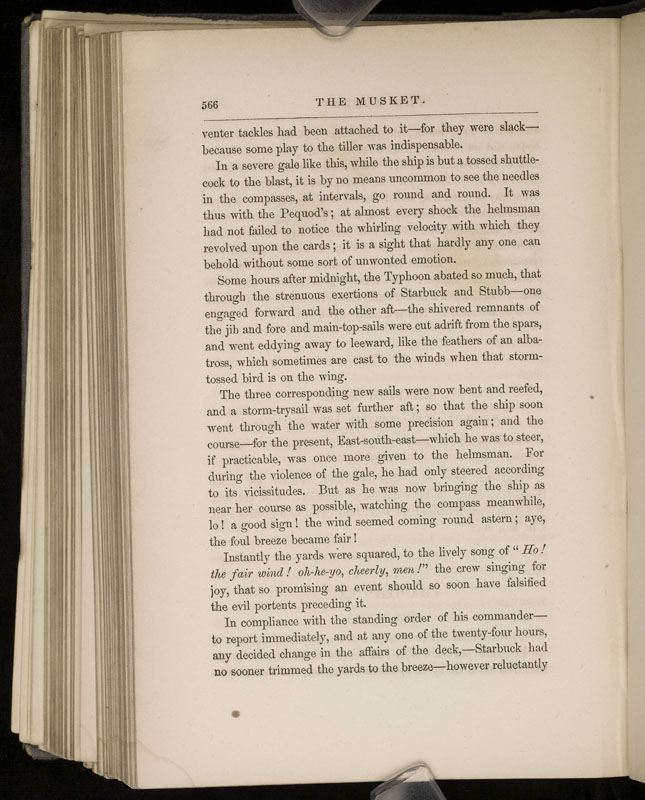 566 THE MUSKET.
venter tackles had been attached to it—for they were slack—
because some play to the tiller was indispensable.
In a severe gale like this, while the ship is but a tossed shuttle-
cock to the blast, it is by no means uncommon to see the needles
in the compasses, at intervals, go round and round. It was
thus with the Pequod's; at almost every shock the helmsman
had not failed to notice the whirling velocity with which they
revolved upon the cards; it is a sight that hardly any one can
behold without some sort of unwonted emotion.
Some hours after midnight, the Typhoon abated so much, that
through the strenuous exertions of Starbuck and Stubb—one
engaged forward and the other aft—the shivered remnants of
the jib and fore and main-top-sails were cut adrift from the spars,
and went eddying away to leeward, like the feathers of an alba-
tross, which sometimes are cast to the winds when that storm-
tossed bird is on the wing.
The three corresponding new sails were now bent and reefed,
and a storm-trysail was set further aft; so that the ship soon
went through the water with some precision again; and the
course—for the present, East-south-east—which he was to steer,
if practicable, was once more given to the helmsman. For
during the violence of the gale, he had only steered according
to its vicissitudes. But as he was now bringing the ship as
near her course as possible, watching the compass meanwhile,
lo! a good sign! the wind seemed coming round astern; aye,
the foul breeze became fair!
Instantly the yards were squared, to the lively song of "Ho!
the fair wind! oh-he-yo, cheerly, men!" the crew singing for
joy, that so promising an event should so soon have falsified
the evil portents preceding it.
In compliance with the standing order of his commander—
to report immediately, and at any one of the twenty-four hours,
any decided change in the affairs of the deck,—Starbuck had
no sooner trimmed the yards to the breeze—however reluctantly